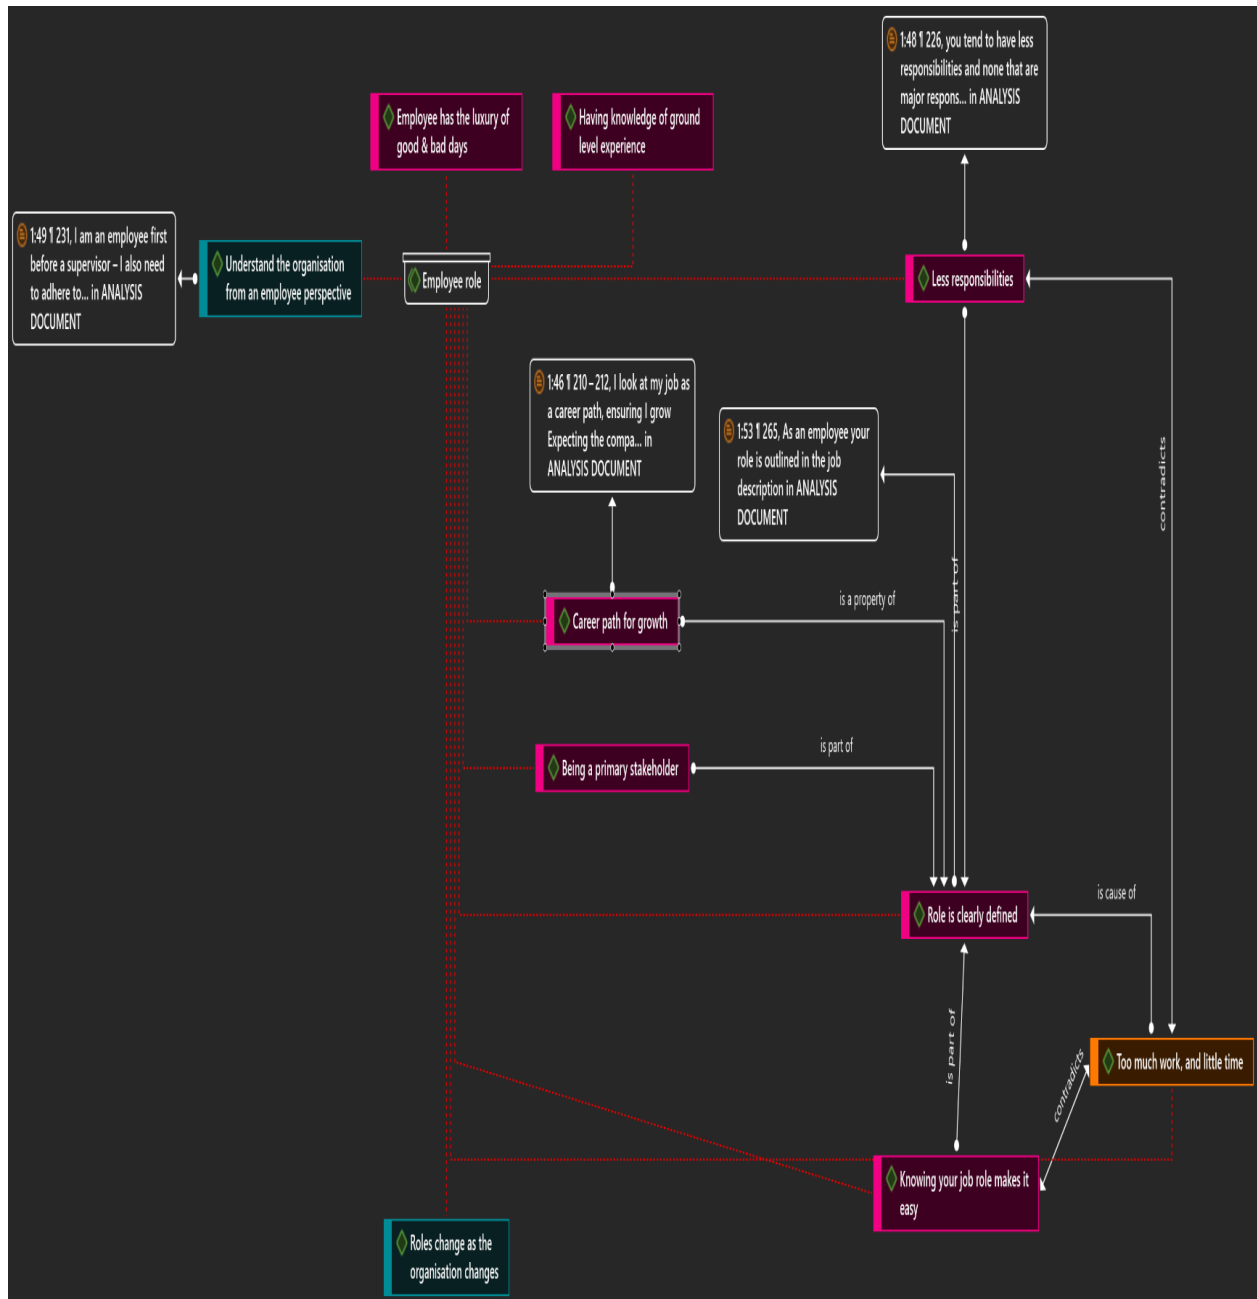 1:48 ¶ 226, you tend to have less
responsibilities and none that are
major respons... in ANALYSIS
DOCUMENT
Employee has the luxury of
good & bad days
Having knowledge of ground
level experience
1:49 ¶ 231, I am an employee first
before a supervisor – I also need
to adhere to... in ANALYSIS
DOCUMENT
Understand the organisation
from an employee perspective
Employee role
Less responsibilities
1:46 ¶ 210 – 212, I look at my job as
a career path, ensuring I grow
Expecting the compa... in
ANALYSIS DOCUMENT
1:53 ¶ 265, As an employee your
role is outlined in the job
description in ANALYSIS
DOCUMENT
contradicts
is part of
is a property of
Career path for growth
is part of
Being a primary stakeholder
is cause of
Role is clearly defined
is part of
contradicts
Too much work, and little time
Knowing your job role makes it
easy
Roles change as the
organisation changes